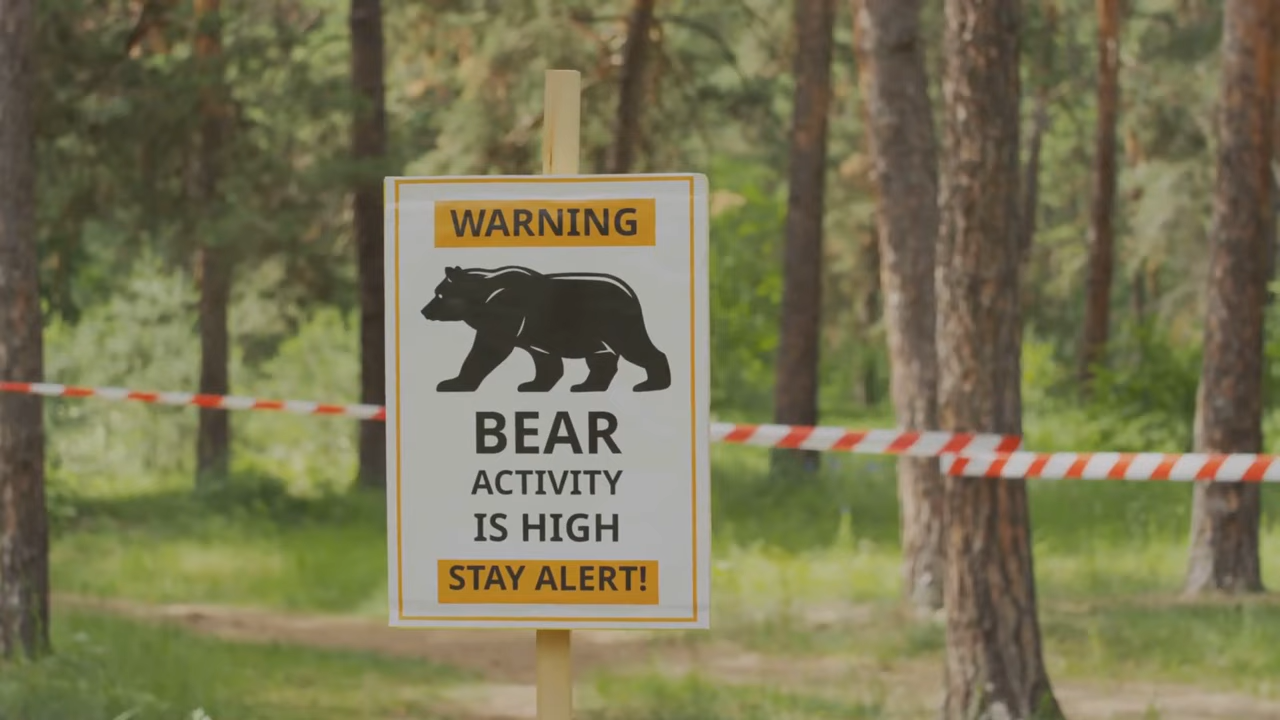 WARNING
BEAR
ACTIVITY
IS HIGH
STAY ALERT!